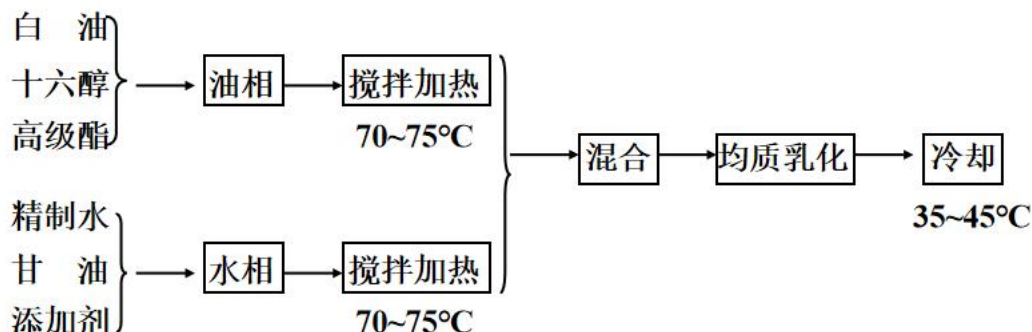 白 油
十六醇
高级酯
油相
搅拌加热
70~75°C
精制水
甘 油
添加剂
水相
搅拌加热
70~75°C
混合
均质乳化
冷却
35~45°C